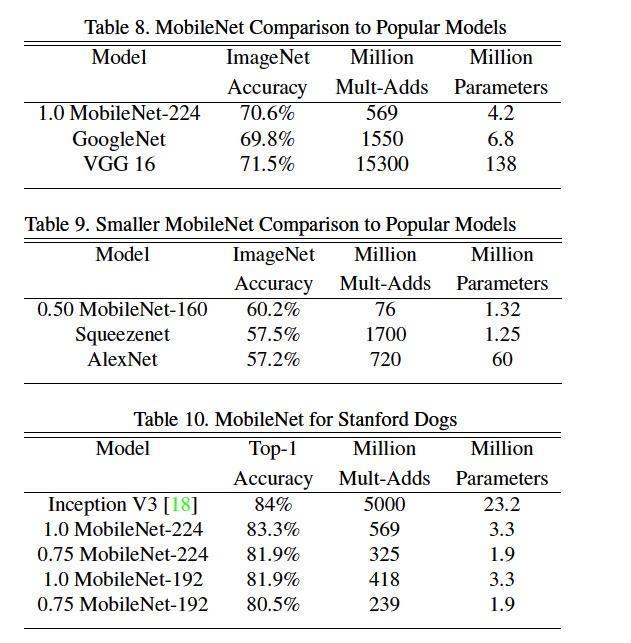 Table 8. MobileNet Comparison to Popular Models
Model ImageNet Million Million
Accuracy Mult-Adds Parameters
1.0 MobileNet-224 70.6% 569 4.2
GoogleNet 69.8% 1550 6.8
VGG 16 71.5% 15300 138
Table 9. Smaller MobileNet Comparison to Popular Models
Model ImageNet Million Million
Accuracy Mult-Adds Parameters
0.50 MobileNet-160 60.2% 76 1.32
Squeezenet 57.5% 1700 1.25
AlexNet 57.2% 720 60
Table 10. MobileNet for Stanford Dogs
Model Top-1 Million Million
Accuracy Mult-Adds Parameters
Inception V3 [18] 84% 5000 23.2
1.0 MobileNet-224 83.3% 569 3.3
0.75 MobileNet-224 81.9% 325 1.9
1.0 MobileNet-192 81.9% 418 3.3
0.75 MobileNet-192 80.5% 239 1.9